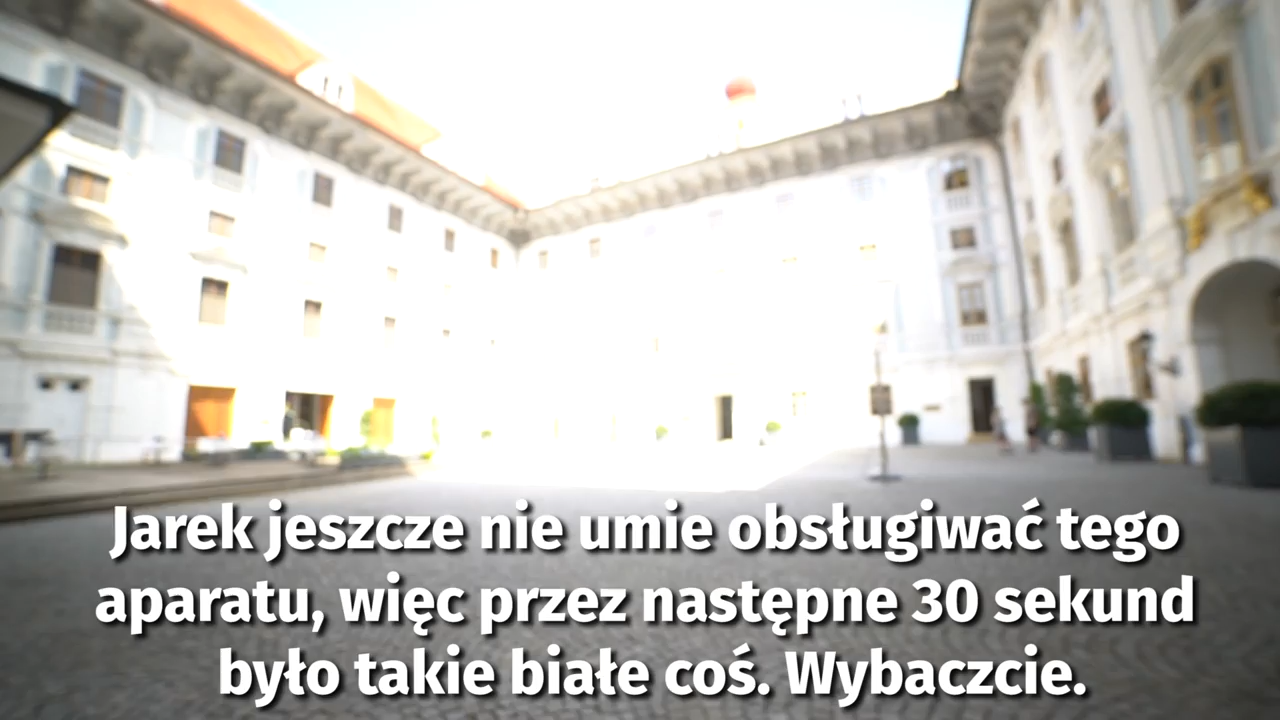 Jarek jeszcze nie umie obsługiwać tego
aparatu, więc przez następne 30 sekund
było takie białe coś. Wybaczcie.